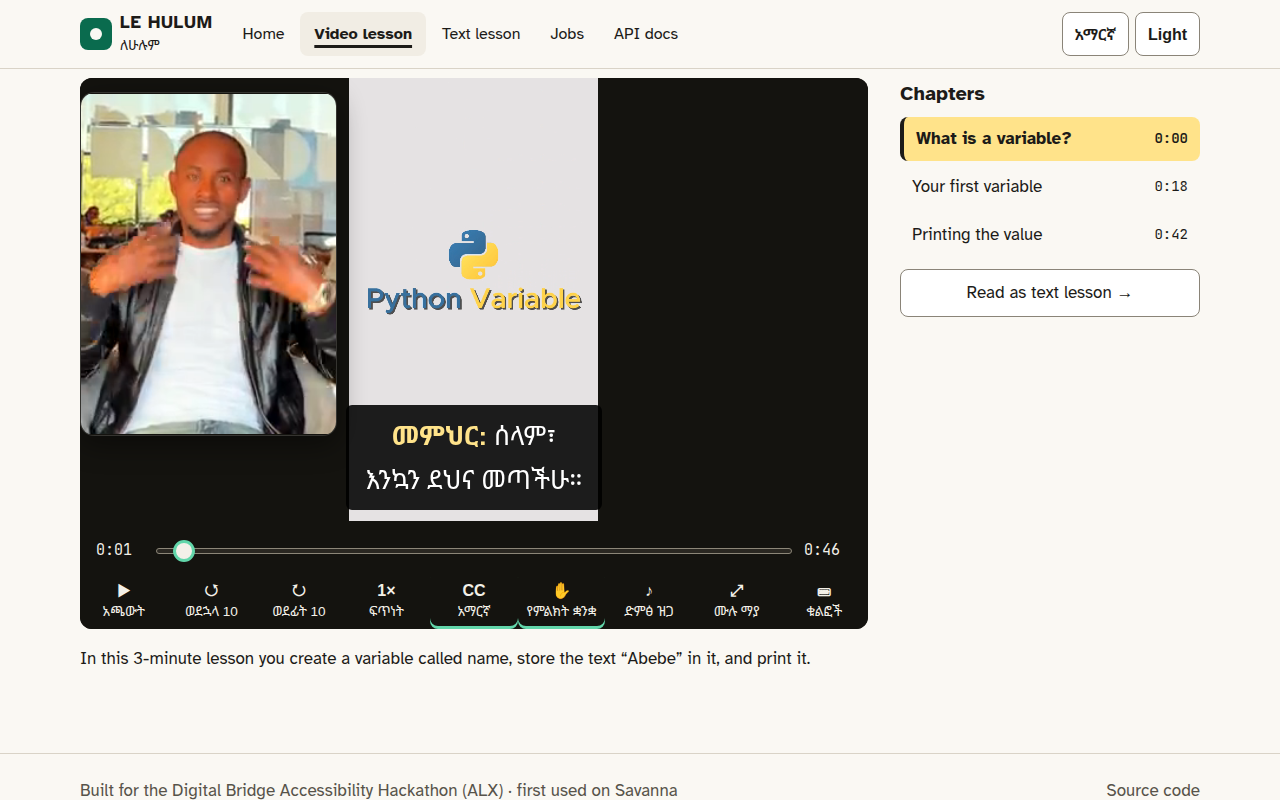 LE HULUM
ለሁሉም
Home
Video lesson
Text lesson
Jobs
API docs
አማርኛ
Light
Python Variable
መምህር: ሰላም፣
እንኳን ደህና መጣችሁ።
0:01
0:46
አጫውት
ወደኋላ 10
ወደፊት 10
1×
ፍጥነት
CC
አማርኛ
የምልክት ቋንቋ
ድምፅ ዝጋ
ሙሉ ማያ
ቁልፎች
Chapters
What is a variable? 0:00
Your first variable 0:18
Printing the value 0:42
Read as text lesson →
In this 3-minute lesson you create a variable called name, store the text “Abebe” in it, and print it.
Built for the Digital Bridge Accessibility Hackathon (ALX) · first used on Savanna
Source code